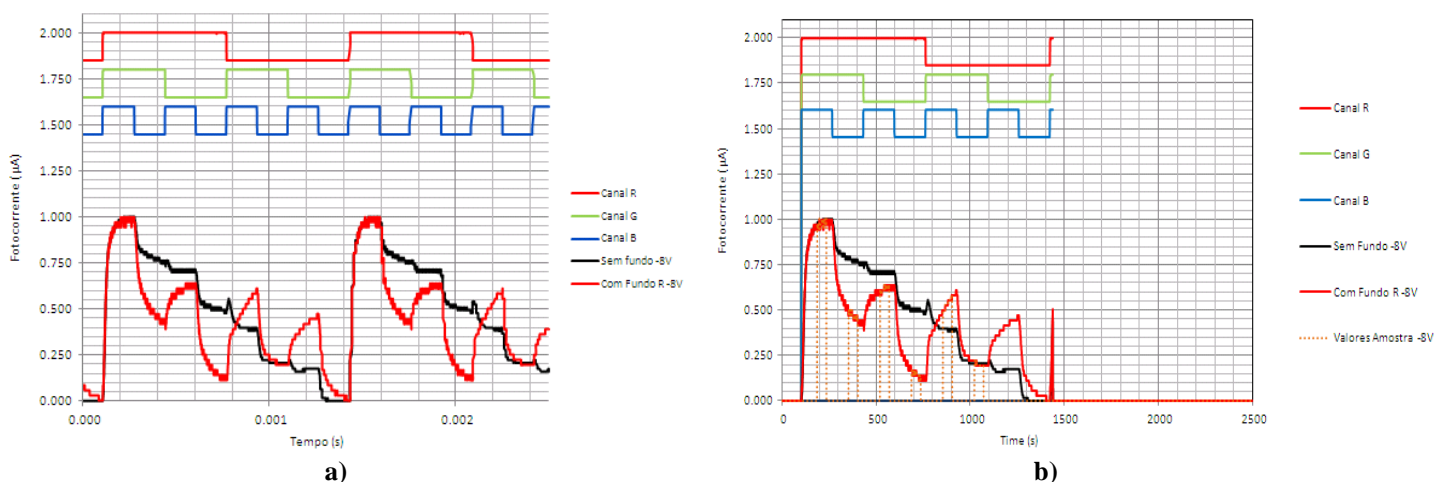 Fotocorrente (µA)
2.000
1.750
1.500
1.250
1.000
0.750
0.500
0.250
0.000
0.000
0.001
0.002
Tempo (s)
Canal R
Canal G
Canal B
Sem fundo -8V
Com Fundo R -8V
a)
Fotocorrente (µA)
2.000
1.750
1.500
1.250
1.000
0.750
0.500
0.250
0.000
0
500
1000
1500
2000
2500
Time (s)
Canal R
Canal G
Canal B
Sem Fundo -8V
Com Fundo R -8V
Valores Amostra -8V
b)